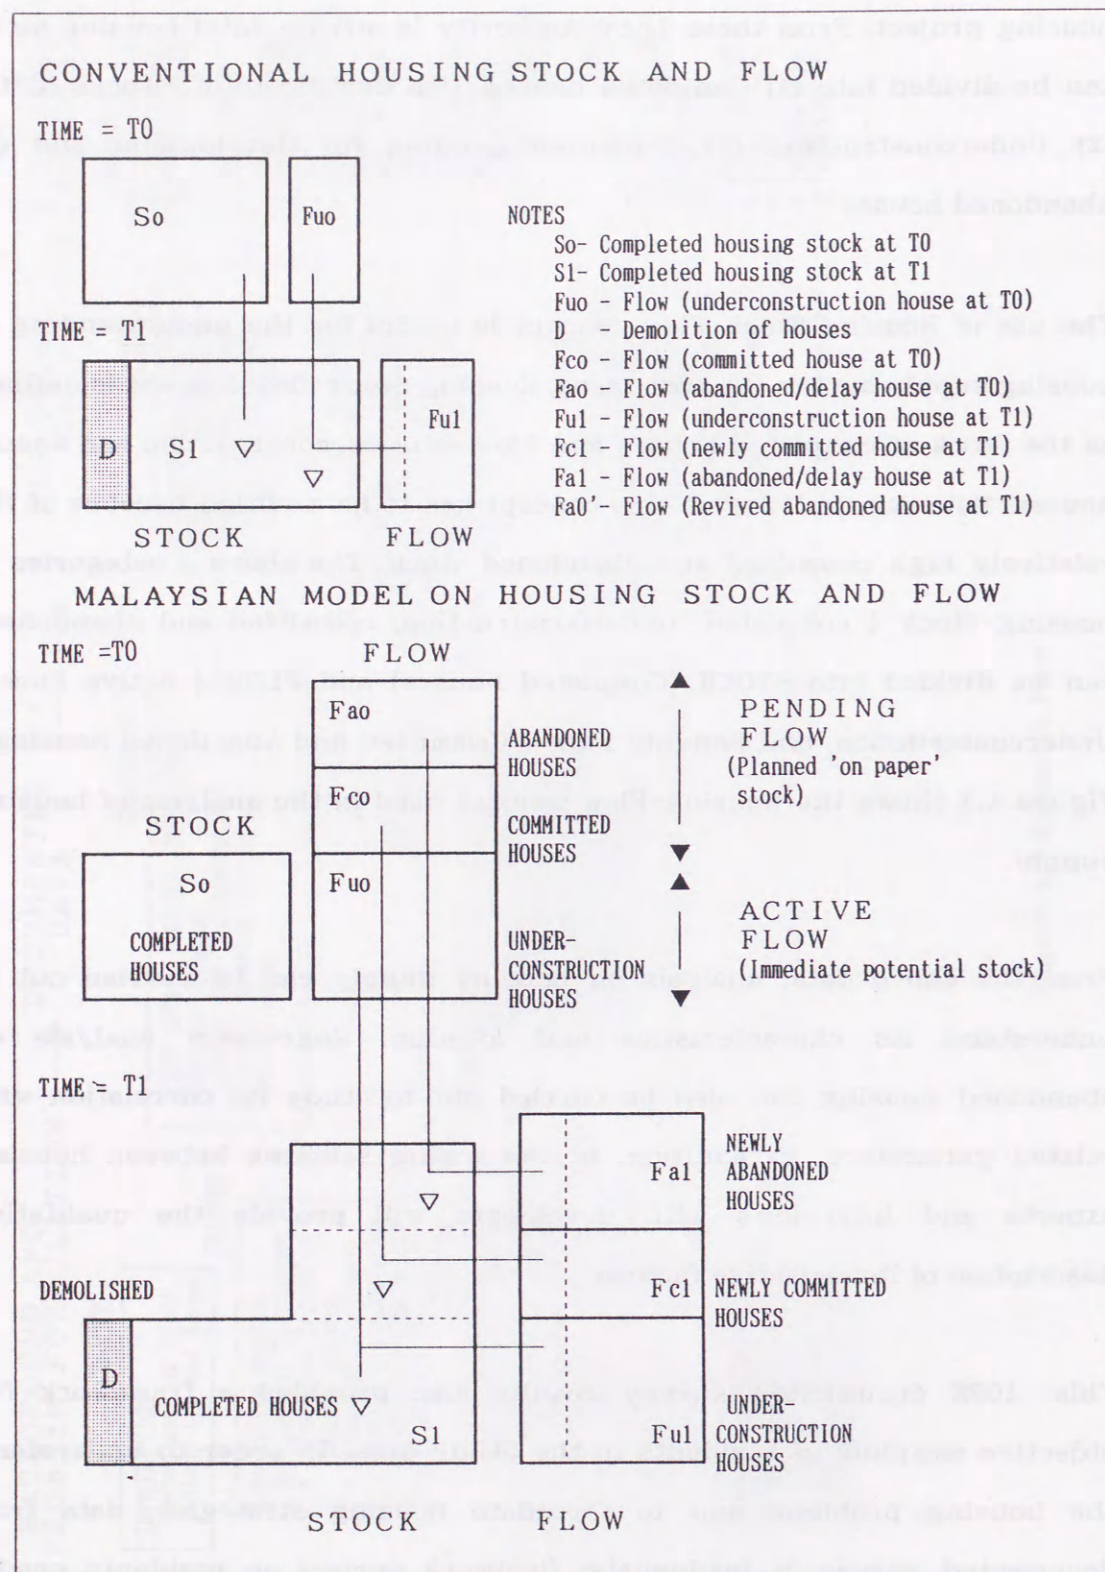 CONVENTIONAL HOUSING STOCK AND FLOW
TIME = T0
So
Fuo
NOTES
So- Completed housing stock at T0
S1- Completed housing stock at T1
Fuo - Flow (underconstruction house at T0)
D - Demolition of houses
Fco - Flow (committed house at T0)
Fao - Flow (abandoned/delay house at T0)
Fu1 - Flow (underconstruction house at T1)
Fc1 - Flow (newly committed house at T1)
Fa1 - Flow (abandoned/delay house at T1)
Fa0'- Flow (Revived abandoned house at T1)
TIME = T1
D
S1
Fu1
STOCK
FLOW
MALAYSIAN MODEL ON HOUSING STOCK AND FLOW
TIME =T0
FLOW
Fao
ABANDONED
HOUSES
Fco
COMMITTED
HOUSES
PENDING
FLOW
(Planned 'on paper'
stock)
STOCK
So
COMPLETED
HOUSES
Fuo
UNDER-
CONSTRUCTION
HOUSES
ACTIVE
FLOW
(Immediate potential stock)
TIME = T1
Fa1
NEWLY
ABANDONED
HOUSES
DEMOLISHED
Fc1
NEWLY COMMITTED
HOUSES
D
COMPLETED HOUSES
S1
Fu1
UNDER-
CONSTRUCTION
HOUSES
STOCK
FLOW